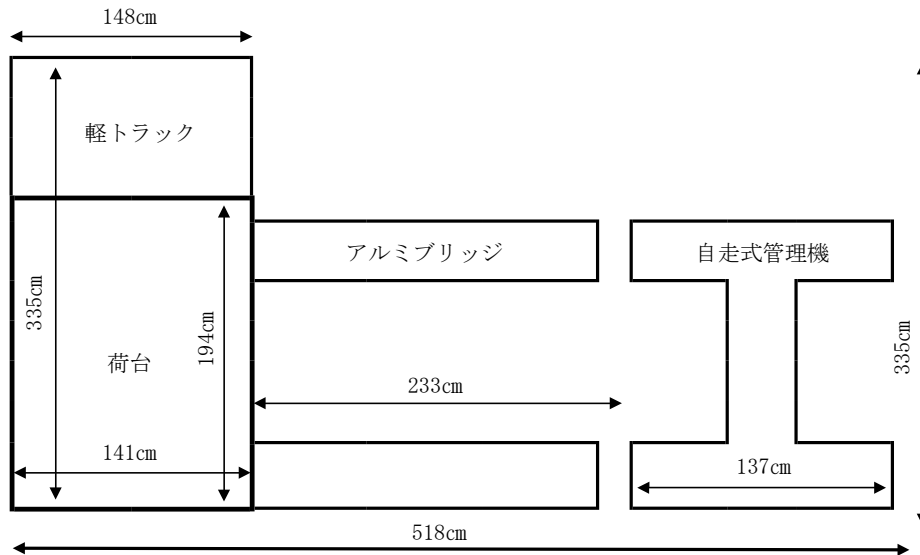 148cm
軽トラック
アルミブリッジ
自走式管理機
335cm
194cm
335cm
荷台
233cm
141cm
137cm
518cm